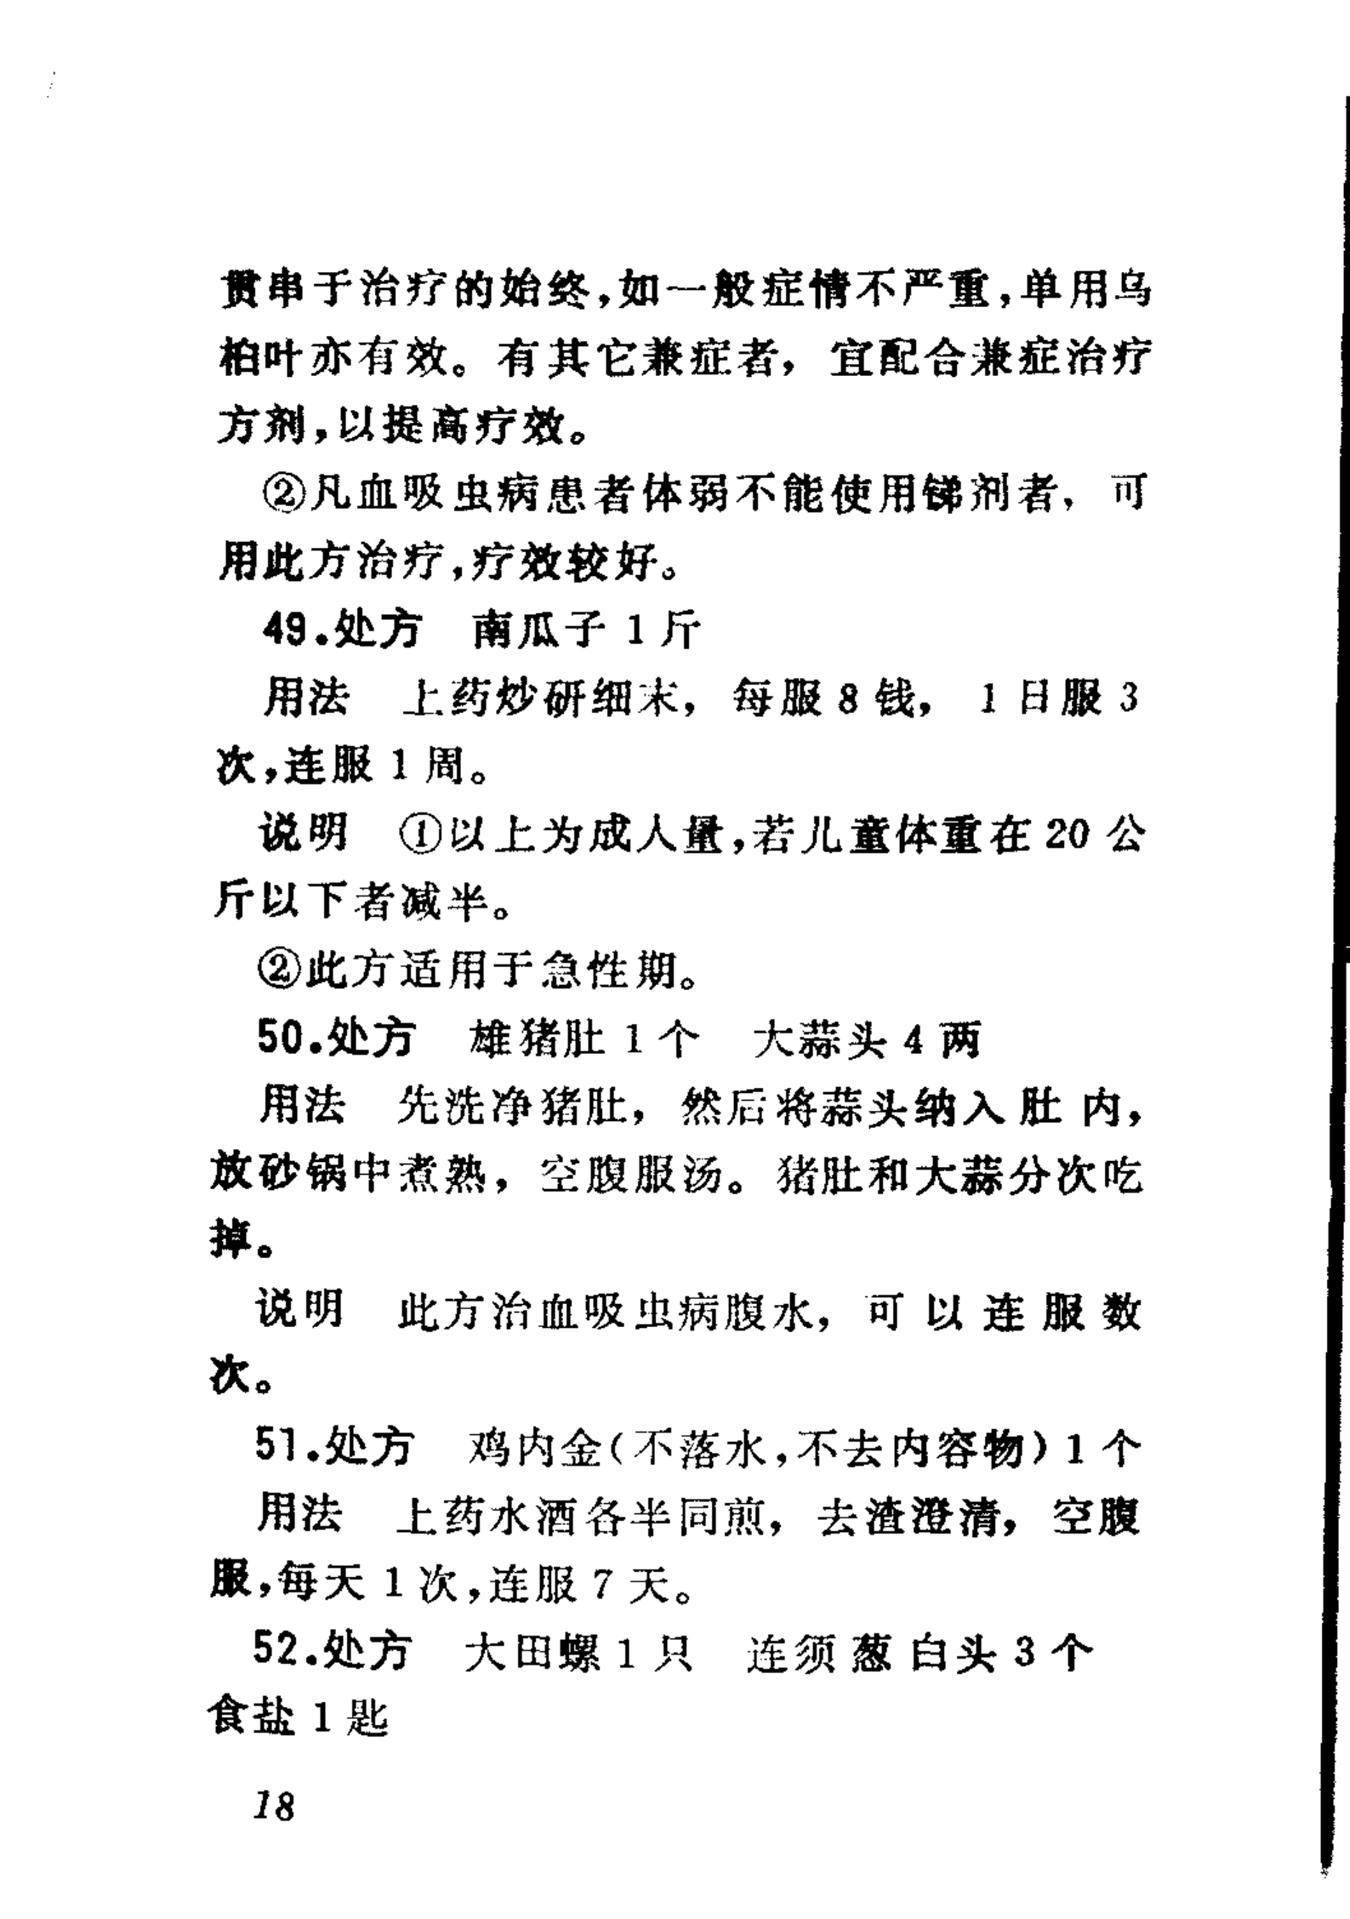 贯串于治疗的始终,如一般症情不严重,单用乌
桕叶亦有效。有其它兼症者，宜配合兼症治疗
方剂,以提高疗效。
②凡血吸虫病患者体弱不能使用锑剂者，可
用此方治疗,疗效较好。
49.处方　南瓜子 1 斤
用法　上药炒研细末，每服 8 钱，1 日服 3
次,连服 1 周。
说明　①以上为成人量,若儿童体重在 20 公
斤以下者减半。
②此方适用于急性期。
50.处方　雄猪肚 1 个　大蒜头 4 两
用法　先洗净猪肚，然后将蒜头纳入肚内，
放砂锅中煮熟，空腹服汤。猪肚和大蒜分次吃
掉。
说明　此方治血吸虫病腹水，可以连服数
次。
51.处方　鸡内金(不落水,不去内容物) 1 个
用法　上药水酒各半同煎，去渣澄清，空腹
服,每天 1 次,连服 7 天。
52.处方　大田螺 1 只　连须葱白头 3 个
食盐 1 匙
18